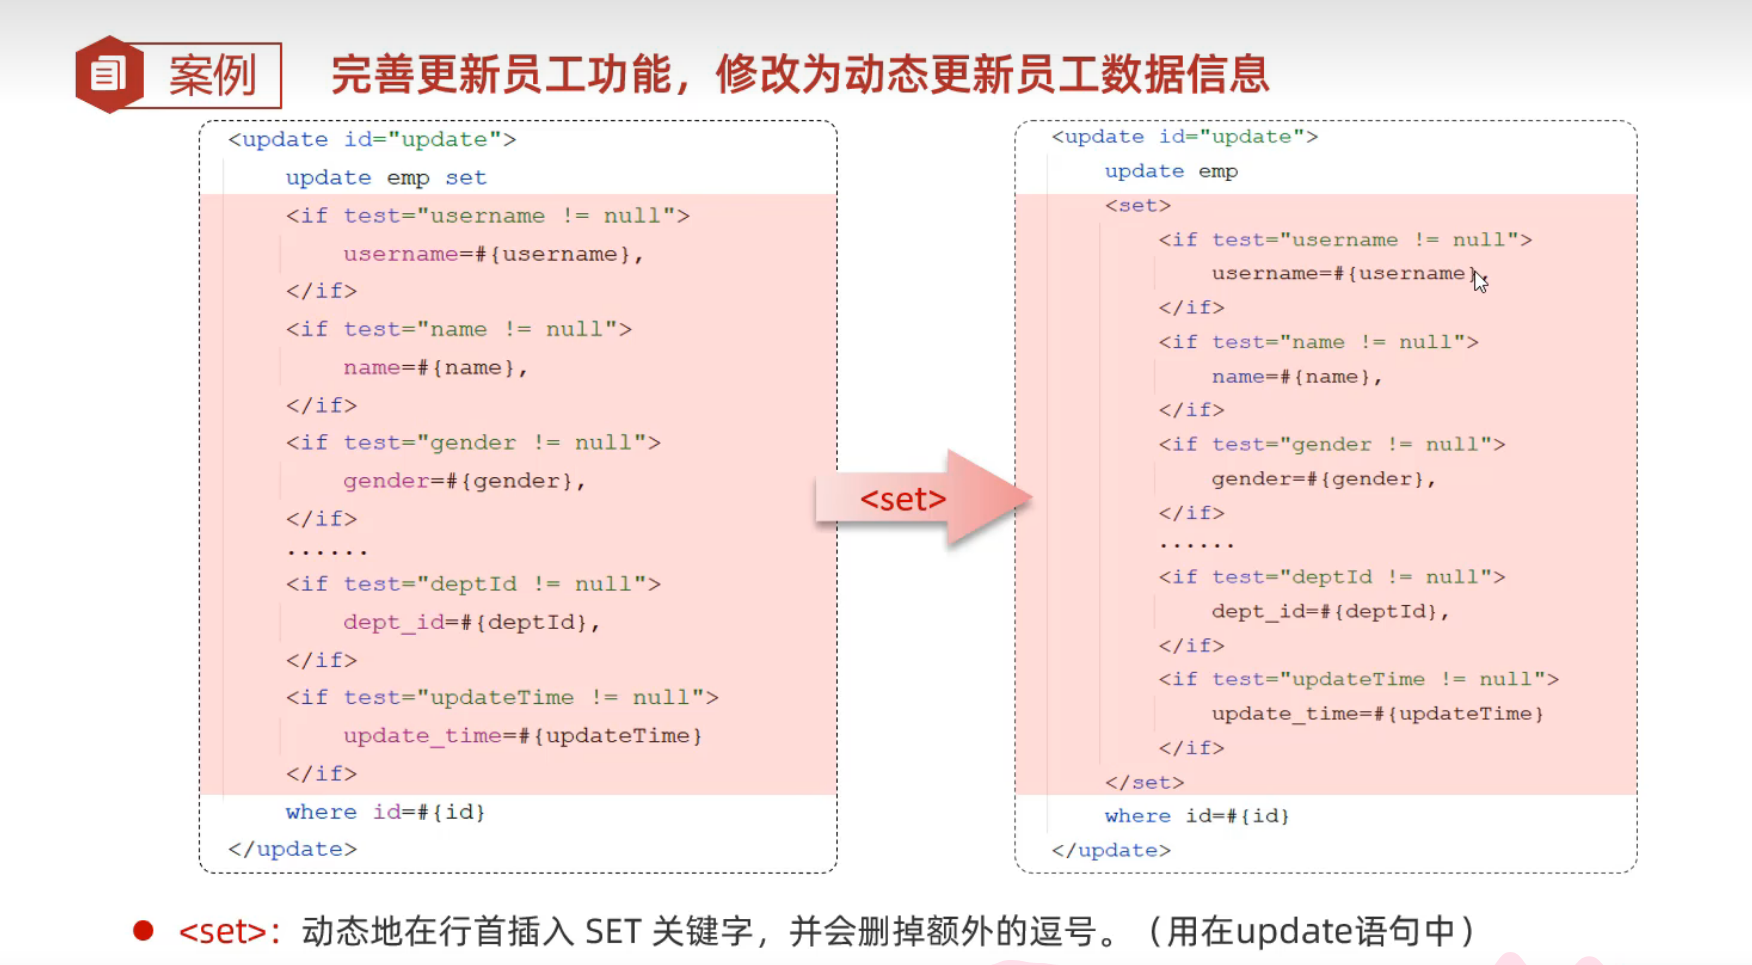 案例
完善更新员工功能，修改为动态更新员工数据信息
<update id="update">
update emp set
<if test="username != null">
username=#{username},
</if>
<if test="name != null">
name=#{name},
</if>
<if test="gender != null">
gender=#{gender},
</if>
......
<if test="deptId != null">
dept_id=#{deptId},
</if>
<if test="updateTime != null">
update_time=#{updateTime}
</if>
where id=#{id}
</update>
<set>
<update id="update">
update emp
<set>
<if test="username != null">
username=#{username},
</if>
<if test="name != null">
name=#{name},
</if>
<if test="gender != null">
gender=#{gender},
</if>
......
<if test="deptId != null">
dept_id=#{deptId},
</if>
<if test="updateTime != null">
update_time=#{updateTime}
</if>
</set>
where id=#{id}
</update>
<set>：动态地在行首插入 SET 关键字，并会删掉额外的逗号。（用在update语句中）